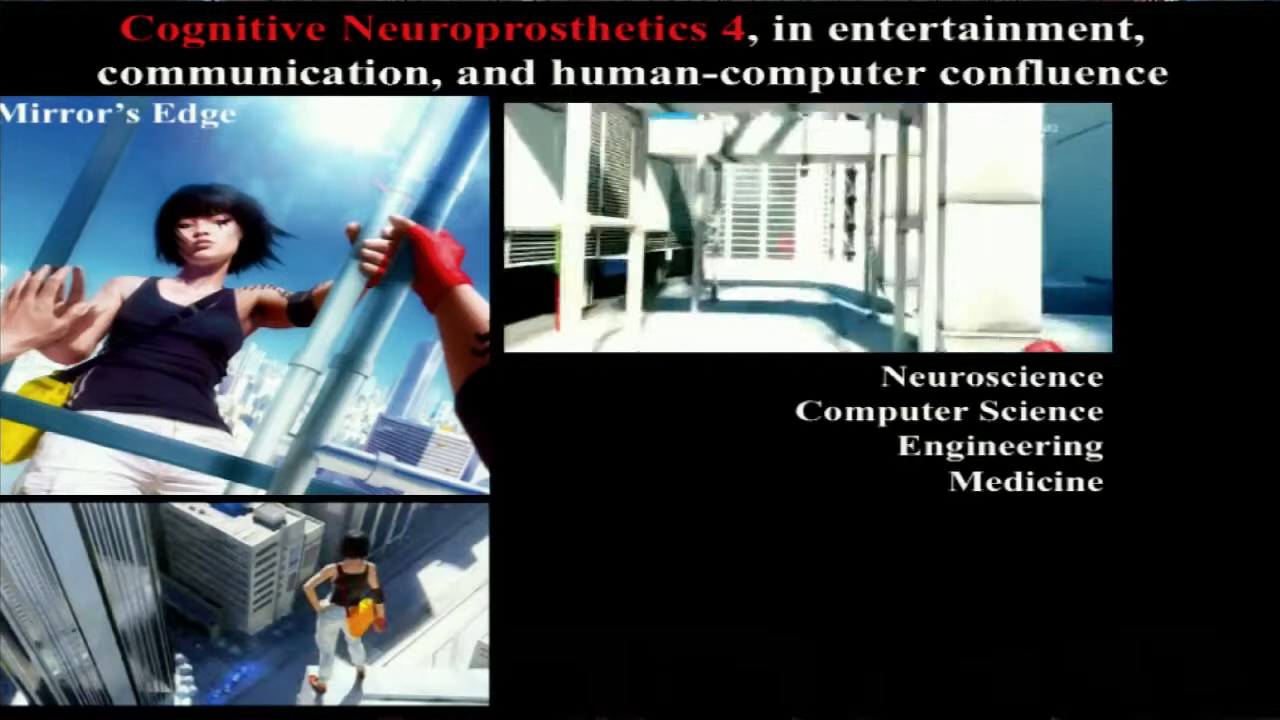 Cognitive Neuroprosthetics 4, in entertainment,
communication, and human-computer confluence
Mirror's Edge
Neuroscience
Computer Science
Engineering
Medicine